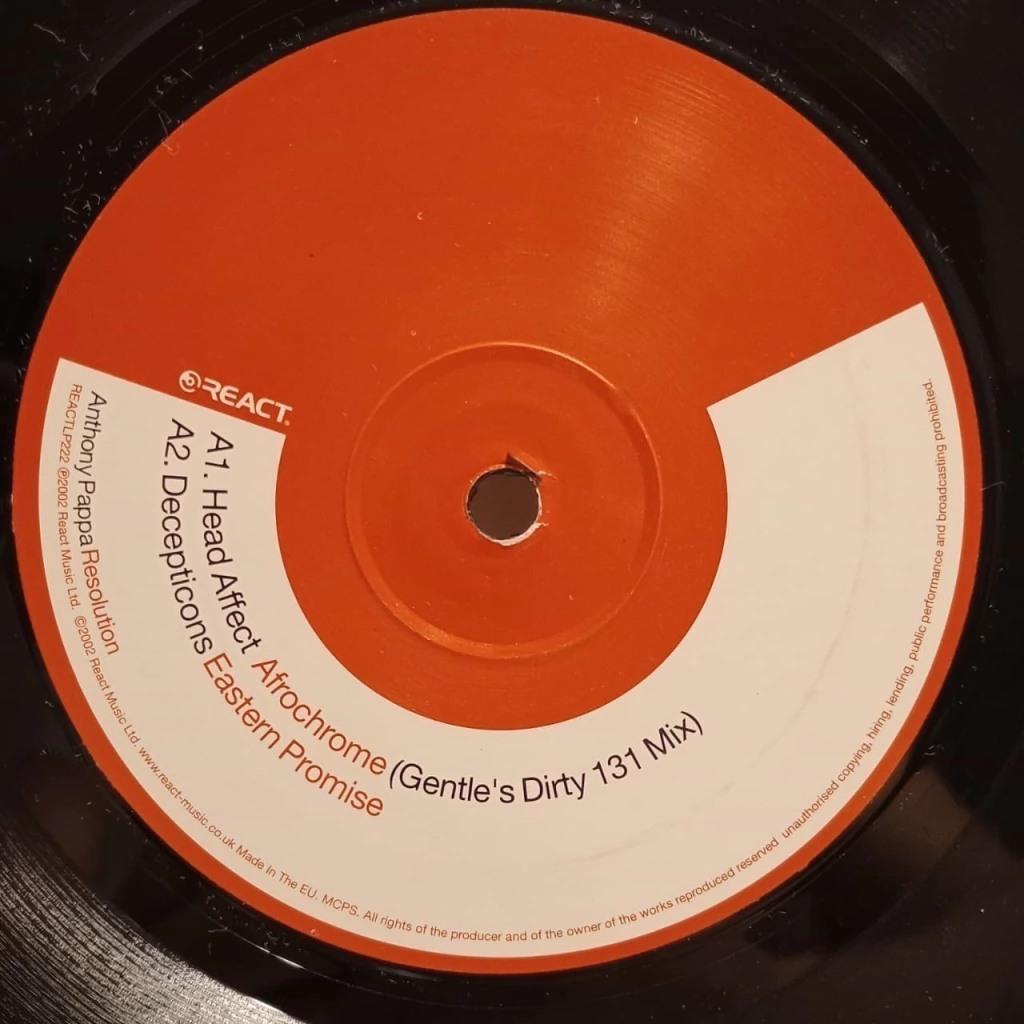 REACT.
A1. Head Affect Afrochrome (Gentle's Dirty 131 Mix)
A2. Decepticons Eastern Promise
Anthony Pappa Resolution
REACTLP222 ℗2002 React Music Ltd. ©2002 React Music Ltd. www.react-music.co.uk Made In The EU. MCPS. All rights of the producer and of the owner of the works reproduced reserved unauthorised copying, hiring, lending, public performance and broadcasting prohibited.